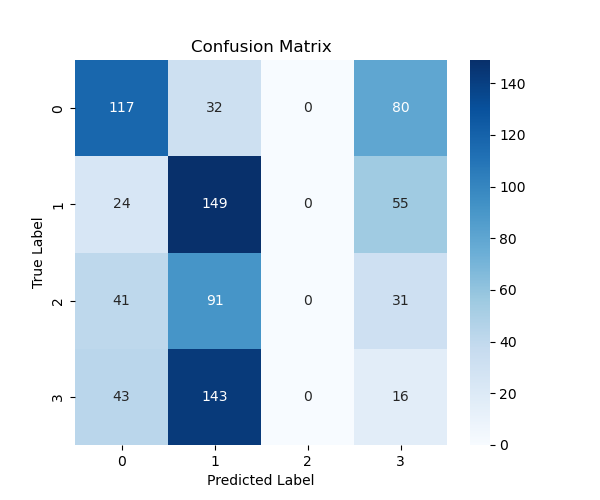 Confusion Matrix
0 117 32 0 80
1 24 149 0 55
2 41 91 0 31
3 43 143 0 16
0 1 2 3
True Label
Predicted Label
140
120
100
80
60
40
20
0